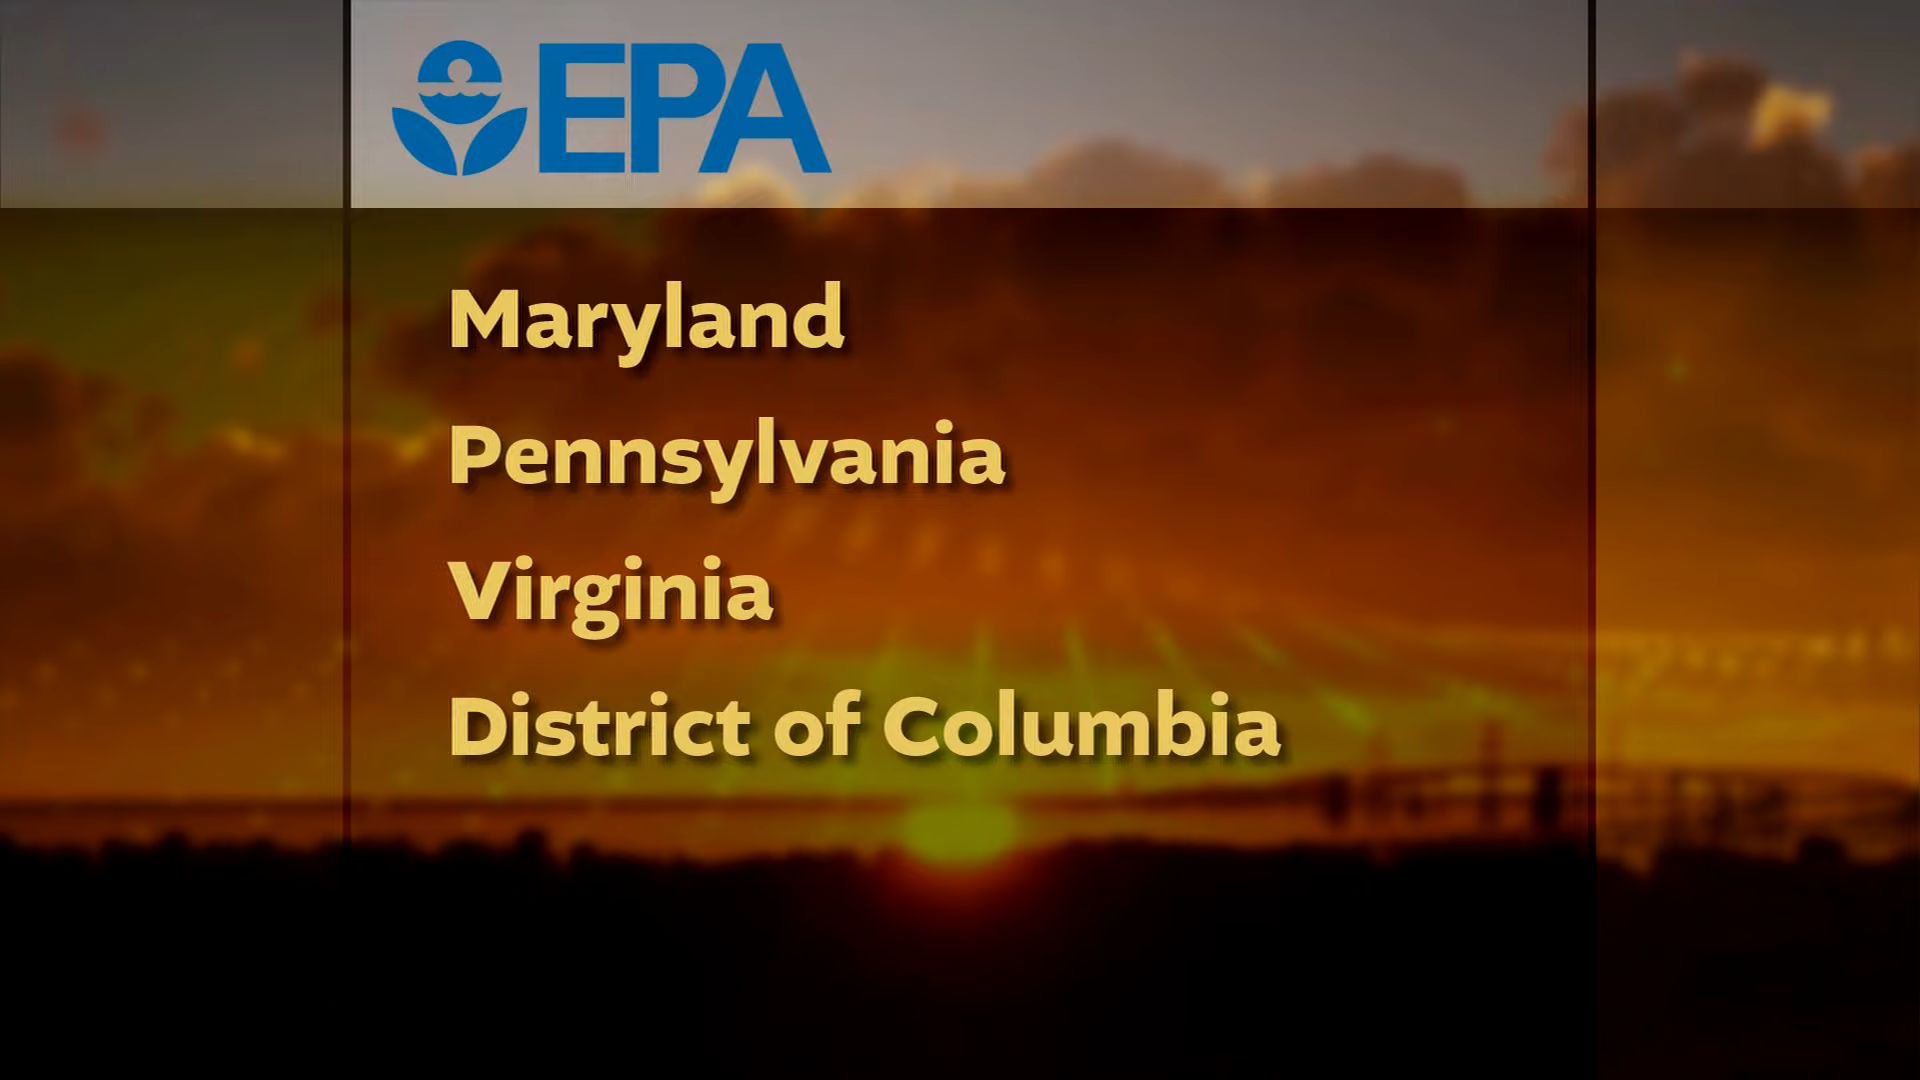 EPA
Maryland
Pennsylvania
Virginia
District of Columbia